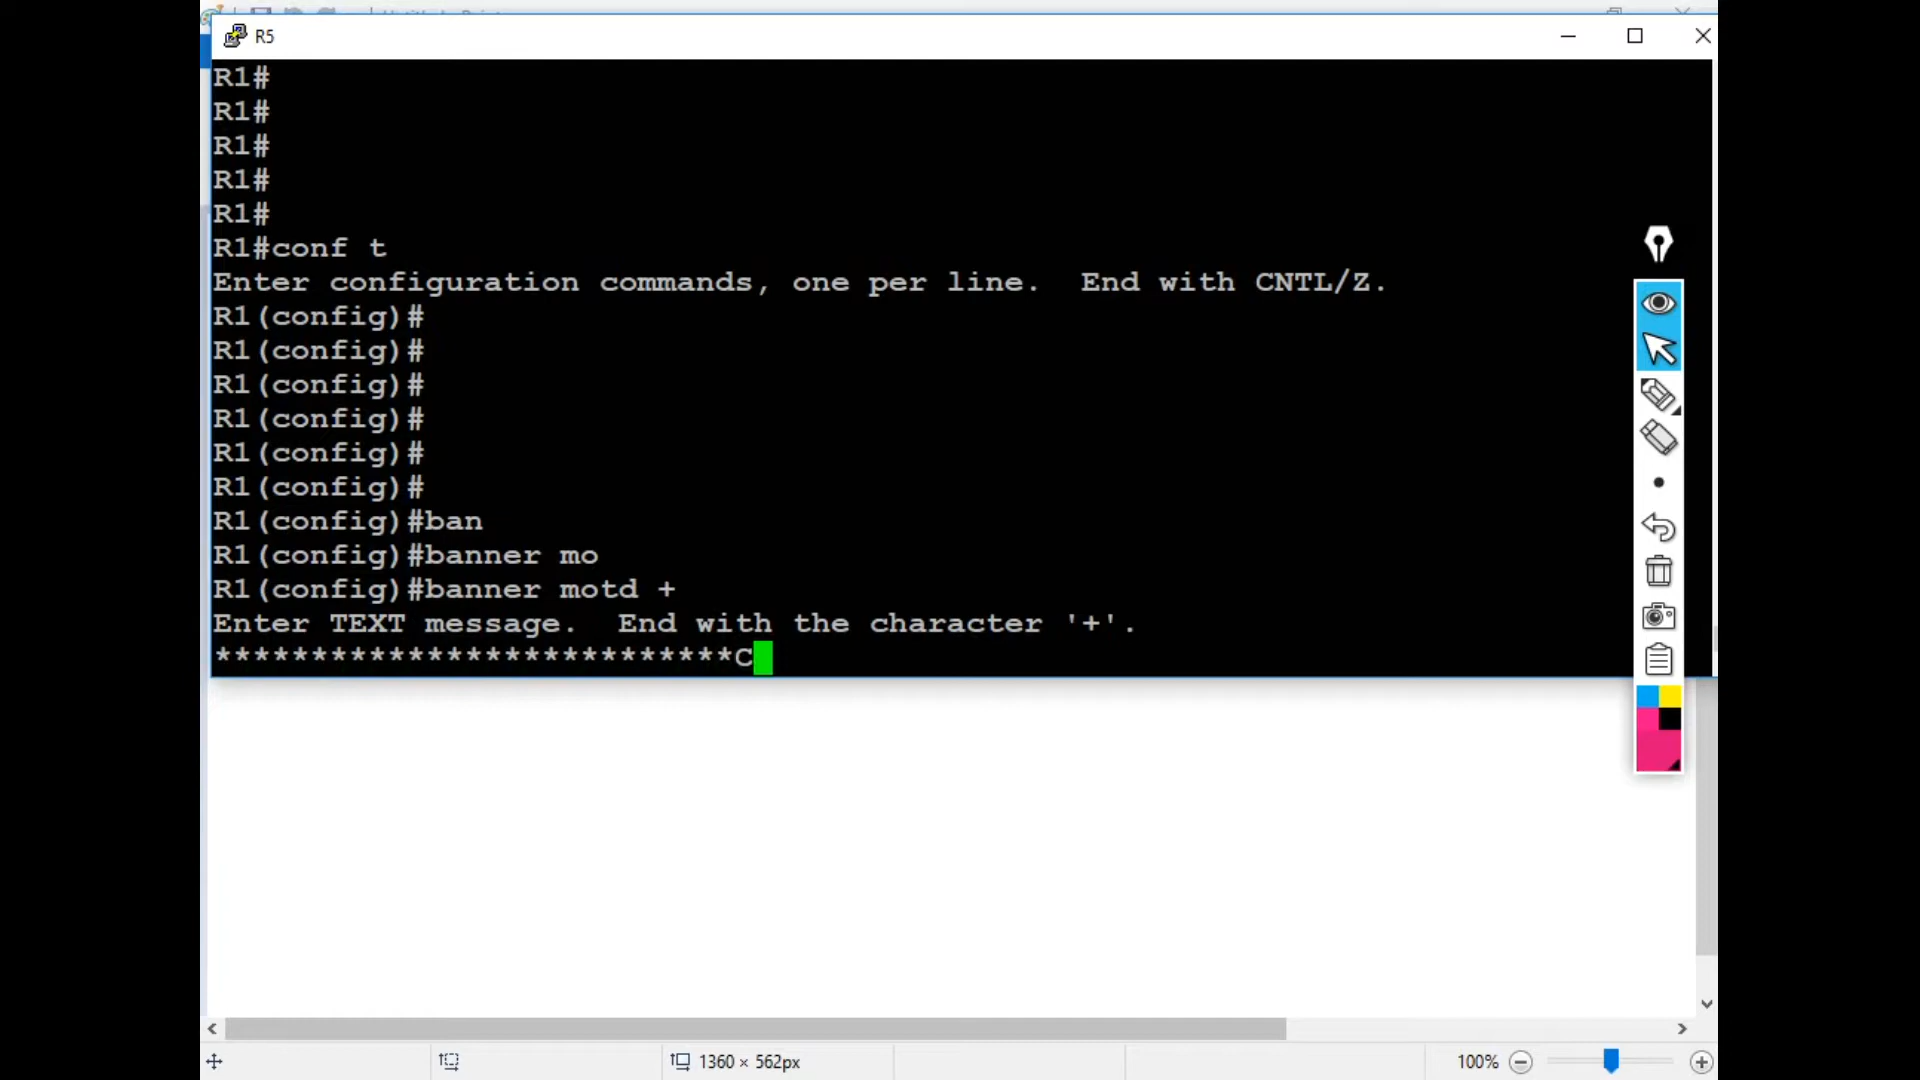 R5
R1#
R1#
R1#
R1#
R1#
R1#conf t
Enter configuration commands, one per line.  End with CNTL/Z.
R1(config)#
R1(config)#
R1(config)#
R1(config)#
R1(config)#
R1(config)#
R1(config)#ban
R1(config)#banner mo
R1(config)#banner motd +
Enter TEXT message.  End with the character '+'.
***************************C
1360 × 562px
100%